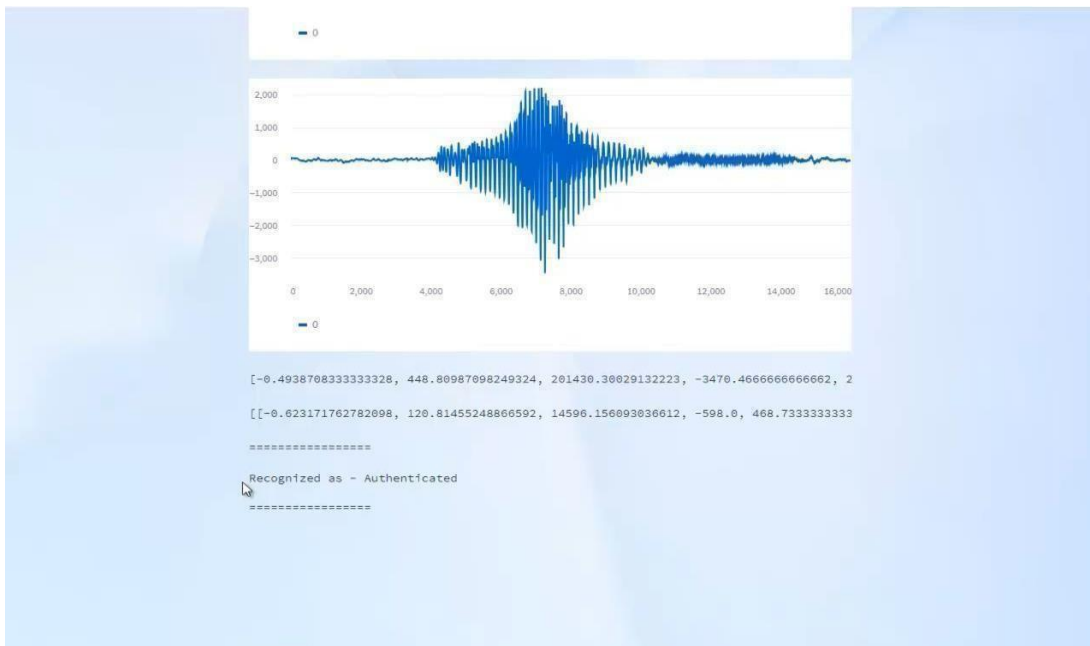 0
2,000
1,000
0
-1,000
-2,000
-3,000
0 2,000 4,000 6,000 8,000 10,000 12,000 14,000 16,000
0
[-0.4938708333333328, 448.80987098249324, 201430.30029132223, -3470.4666666666662, 2
[[-0.623171762782098, 120.81455248866592, 14596.156093036612, -598.0, 468.7333333333
=================
Recognized as - Authenticated
=================